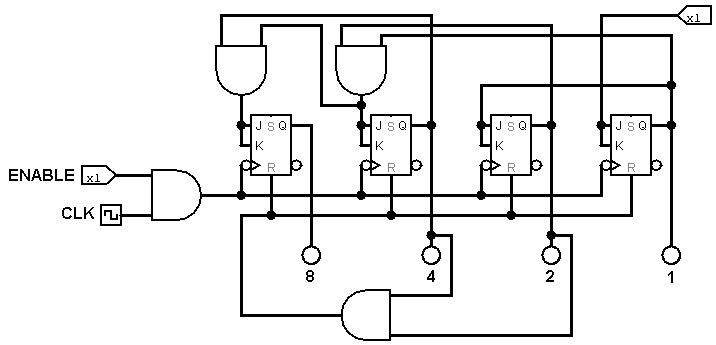 x1
J S Q J S Q J S Q J S Q
K K K K
R R R R
ENABLE x1
CLK
8 4 2 1